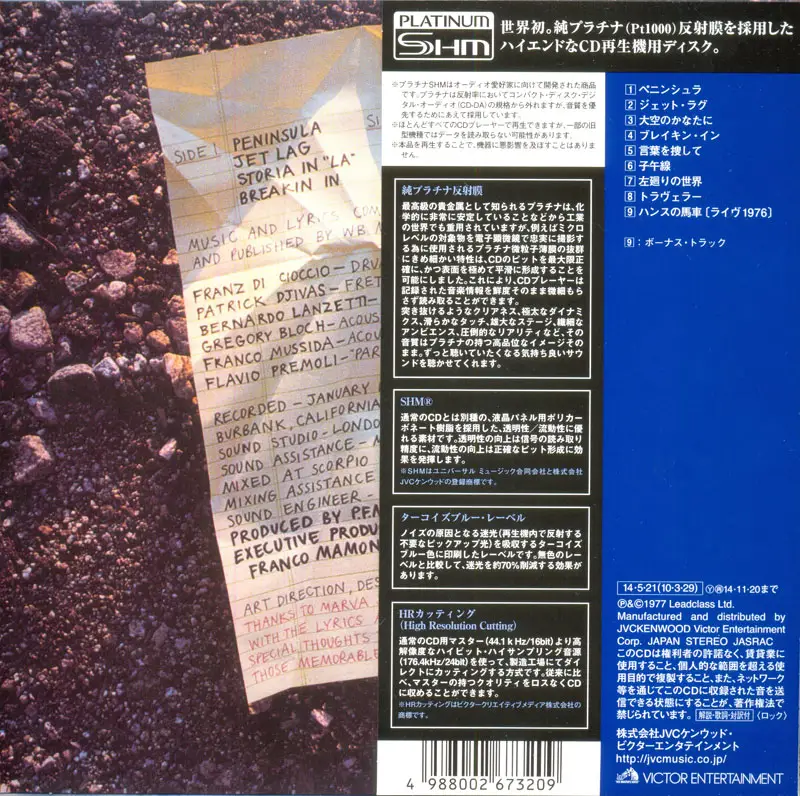 SIDE 1
PENINSULA
JET LAG
STORIA IN "LA"
BREAKIN IN
MUSIC AND LYRICS COM
AND PUBLISHED BY W.B.
FRANZ DI CIOCCIO – DRU
PATRICK DJIVAS – FRET
BERNARDO LANZETTI –
GREGORY BLOCH – ACOUS
FRANCO MUSSIDA – ACOU
FLAVIO PREMOLI – PAR
RECORDED – JANUARY
BURBANK, CALIFORNIA
SOUND STUDIO – LONDO
SOUND ASSISTANCE –
MIXED AT SCORPIO
MIXING ASSISTANCE
SOUND ENGINEER –
PRODUCED BY PFM
EXECUTIVE PRODU
FRANCO MAMON
ART DIRECTION, DES
THANKS TO MARVA
WITH THE LYRICS
SPECIAL THOUGHTS
THOSE MEMORABLE
PLATINUM
SHM
世界初。純プラチナ(Pt1000)反射膜を採用した
ハイエンドなCD再生機用ディスク。
※プラチナSHMはオーディオ愛好家に向けて開発された商品
です。プラチナは反射率においてコンパクト・ディスク・デジ
タル・オーディオ(CD-DA)の規格から外れますが、音質を優
先するためにあえて採用しています。
※ほとんどすべてのCDプレーヤーで再生できますが、一部の旧
型機種ではデータを読み取らない可能性があります。
※本品を再生することで、機器に悪影響を及ぼすことはありま
せん。
純プラチナ反射膜
最高級の貴金属として知られるプラチナは、化
学的に非常に安定していることなどから工業
の世界でも重用されていますが、例えばミクロ
レベルの対象物を電子顕微鏡で忠実に撮影す
る為に使用されるプラチナ微粒子薄膜の抜群
にきめ細かい特性は、CDのピットを最大限正
確に、かつ表面を極めて平滑に形成することを
可能にしました。これにより、CDプレーヤーは
記録された音楽情報を鮮度そのまま微細もら
さず読み取ることができます。
突き抜けるようなクリアネス、極太なダイナミ
クス、滑らかなタッチ、雄大なステージ、繊細な
アンビエンス、圧倒的なリアリティなど、その
音質はプラチナの持つ高品位なイメージその
まま。ずっと聴いていたくなる気持ち良いサウ
ンドを聴かせてくれます。
SHM®
通常のCDとは別種の、液晶パネル用ポリカー
ボネート樹脂を採用した、透明性/流動性に優
れる素材です。透明性の向上は信号の読み取り
精度に、流動性の向上は正確なピット形成に効
果を発揮します。
※SHMはユニバーサル ミュージック合同会社と株式会社
JVCケンウッドの登録商標です。
ターコイズブルー・レーベル
ノイズの原因となる迷光(再生機内で反射する
不要なピックアップ光)を吸収するターコイズ
ブルー色に印刷したレーベルです。無色のレー
ベルと比較して、迷光を約70%削減する効果が
あります。
HRカッティング
(High Resolution Cutting)
通常のCD用マスター(44.1kHz/16bit)より高
解像度なハイビット・ハイサンプリング音源
(176.4kHz/24bit)を使って、製造工場にてダイ
レクトにカッティングする方式です。従来に比
べ、マスターの持つクオリティをロスなくCD
に収めることができます。
※HRカッティングはビクタークリエイティブメディア株式会社の
商標です。
4 988002 673209
1 ペニンシュラ
2 ジェット・ラグ
3 大空のかなたに
4 ブレイキン・イン
5 言葉を捜して
6 子午線
7 左廻りの世界
8 トラヴェラー
9 ハンスの馬車〔ライヴ1976〕
9：ボーナス・トラック
14・5・21(10・3・29) Ⓨ㊙14・11・20まで
Ⓟ&©1977 Leadclass Ltd.
Manufactured and distributed by
JVCKENWOOD Victor Entertainment
Corp. JAPAN STEREO JASRAC
このCDは権利者の許諾なく、賃貸業に
使用すること、個人的な範囲を超える使
用目的で複製すること、また、ネットワーク
等を通じてこのCDに収録された音を送
信できる状態にすることが、著作権法で
禁じられています。 解説・歌詞・対訳付 〈ロック〉
株式会社JVCケンウッド・
ビクターエンタテインメント
http://jvcmusic.co.jp/
VICTOR ENTERTAINMENT